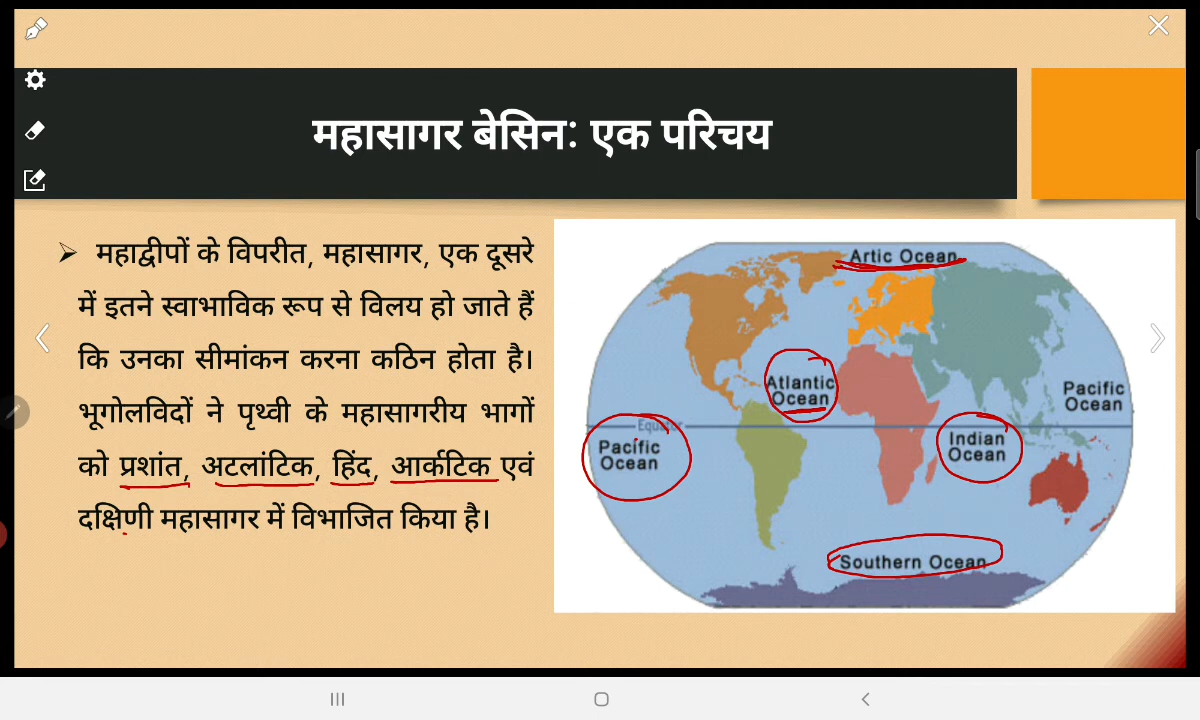 महासागर बेसिनः एक परिचय
➢ महाद्वीपों के विपरीत, महासागर, एक दूसरे
में इतने स्वाभाविक रूप से विलय हो जाते हैं
कि उनका सीमांकन करना कठिन होता है।
भूगोलविदों ने पृथ्वी के महासागरीय भागों
को प्रशांत, अटलांटिक, हिंद, आर्कटिक एवं
दक्षिणी महासागर में विभाजित किया है।
Artic Ocean
Atlantic
Ocean
Pacific
Ocean
Equator
Pacific
Ocean
Indian
Ocean
Southern Ocean